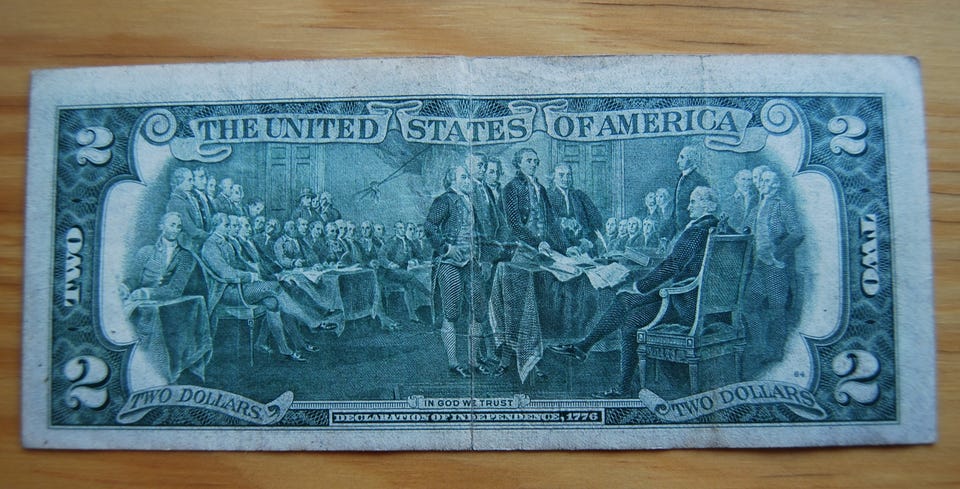 THE UNITED STATES OF AMERICA
2
2
TWO
TWO
2
2
TWO DOLLARS
IN GOD WE TRUST
TWO DOLLARS
DECLARATION OF INDEPENDENCE, 1776